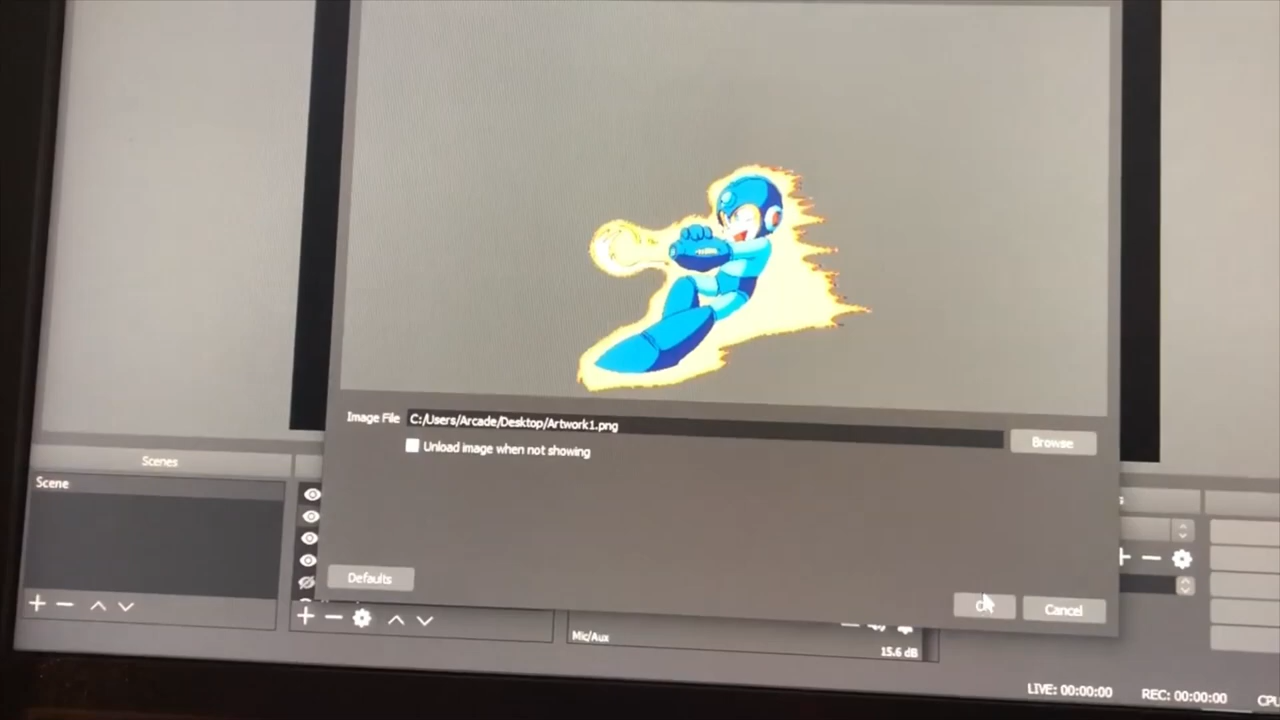 Image File C:/Users/Arcade/Desktop/Artwork1.png
Browse
Unload image when not showing
Scenes
Scene
Defaults
Cancel
Mic/Aux
15.6 dB
LIVE: 00:00:00
REC: 00:00:00